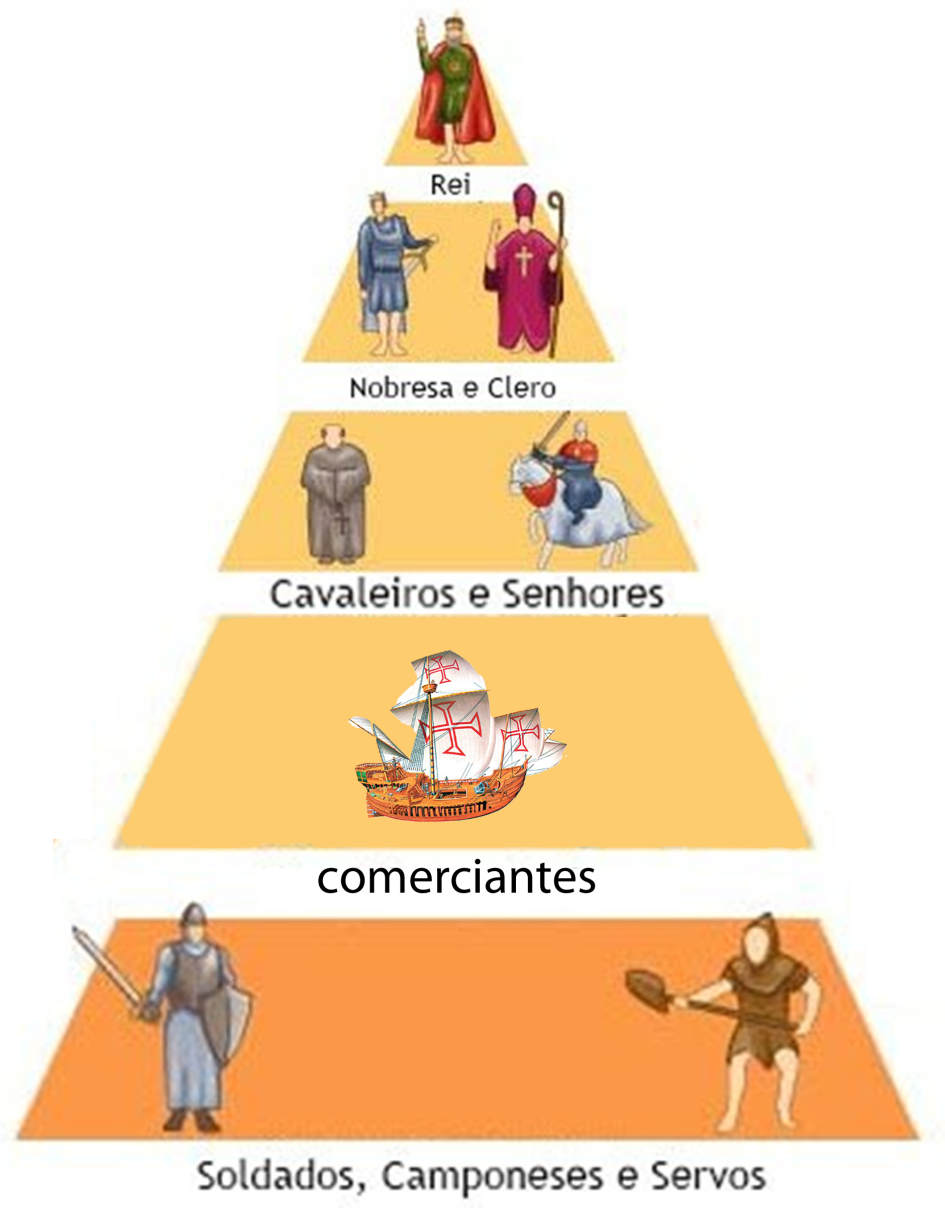 Rei
Nobresa e Clero
Cavaleiros e Senhores
comerciantes
Soldados, Camponeses e Servos